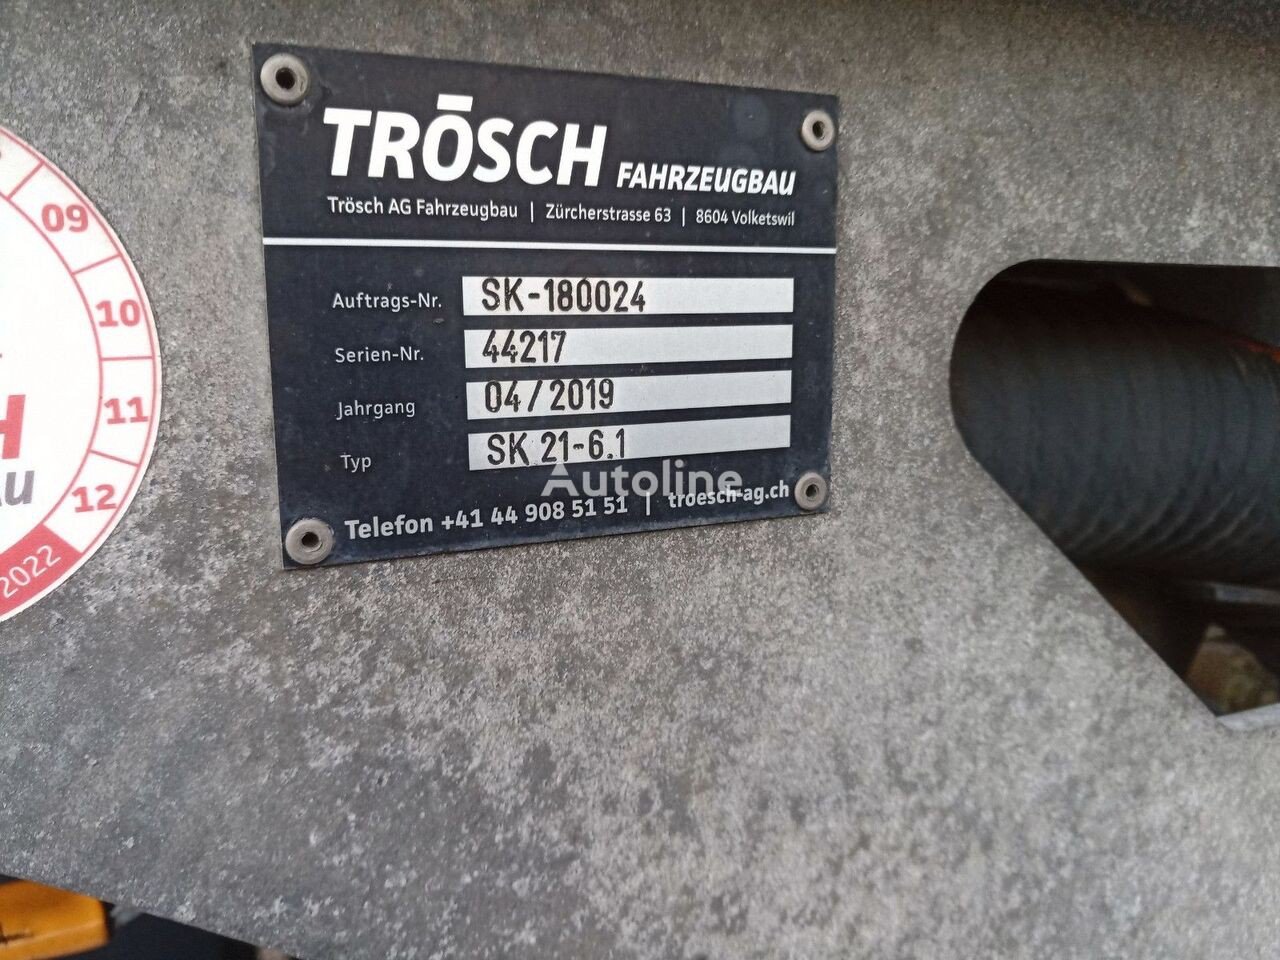 TRÖSCH FAHRZEUGBAU
Trösch AG Fahrzeugbau | Zürcherstrasse 63 | 8604 Volketswil
Auftrags-Nr. SK-180024
Serien-Nr. 44217
Jahrgang 04/2019
Typ SK 21-6.1
Autoline
Telefon +41 44 908 51 51 | troesch-ag.ch
09
10
11
12
2022
H
au